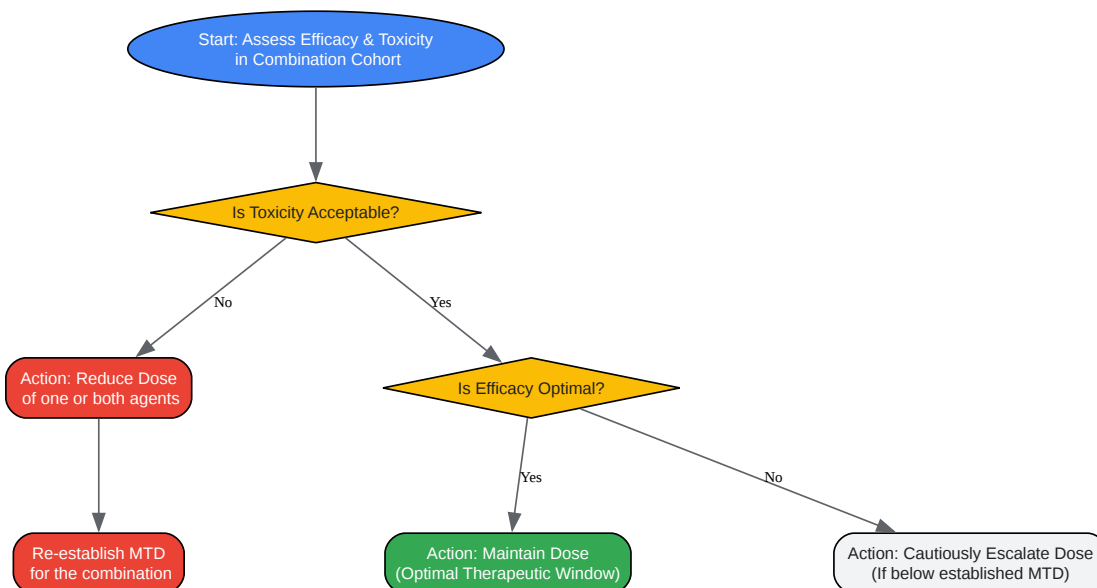 Start: Assess Efficacy & Toxicity
in Combination Cohort
Is Toxicity Acceptable?
No
Yes
Action: Reduce Dose
of one or both agents
Is Efficacy Optimal?
Yes
No
Re-establish MTD
for the combination
Action: Maintain Dose
(Optimal Therapeutic Window)
Action: Cautiously Escalate Dose
(If below established MTD)